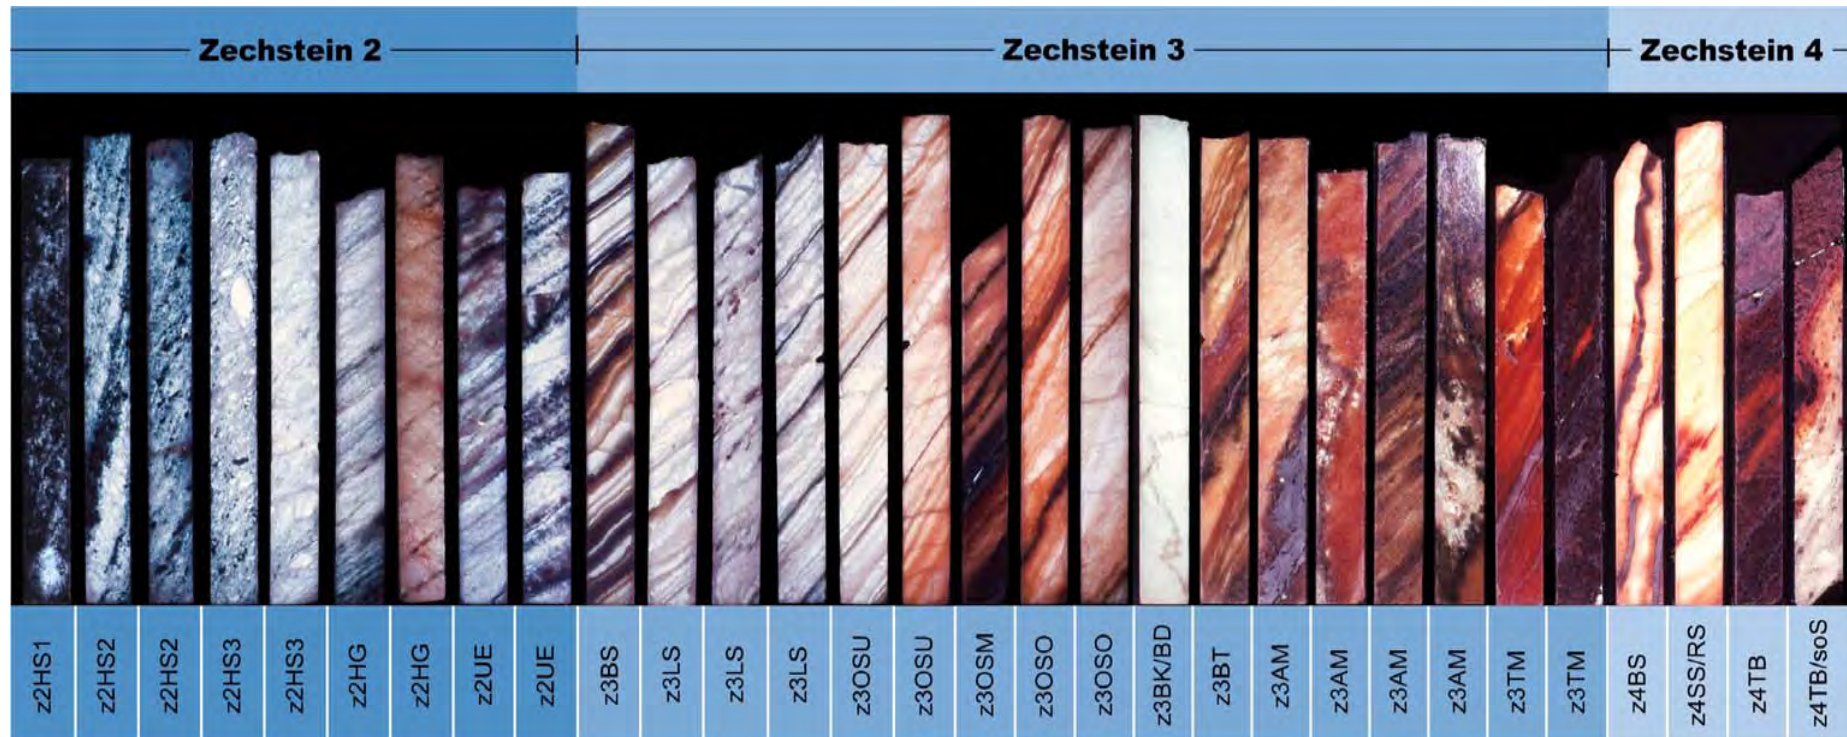 Zechstein 2
Zechstein 3
Zechstein 4
z2HS1
z2HS2
z2HS2
z2HS3
z2HS3
z2HG
z2HG
z2UE
z2UE
z3BS
z3LS
z3LS
z3LS
z3OSU
z3OSU
z3OSM
z3OSO
z3OSO
z3BK/BD
z3BT
z3AM
z3AM
z3AM
z3AM
z3TM
z3TM
z4BS
z4SS/RS
z4TB
z4TB/soS